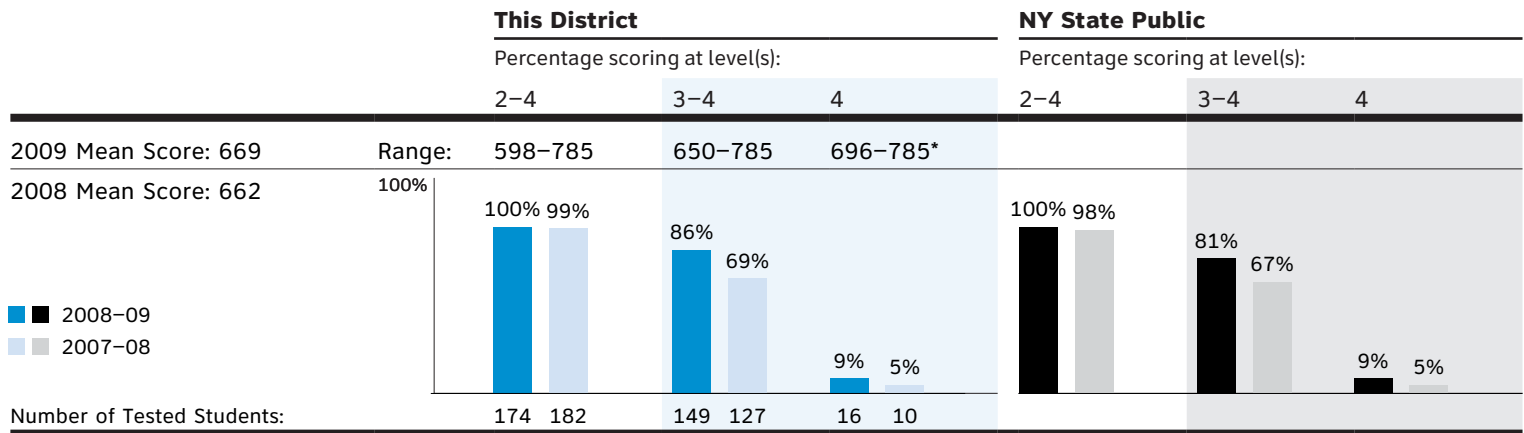 This District NY State Public
Percentage scoring at level(s): Percentage scoring at level(s):
2–4 3–4 4 2–4 3–4 4
2009 Mean Score: 669 Range: 598–785 650–785 696–785*
2008 Mean Score: 662 100%
100% 99% 86% 69% 9% 5% 100% 98% 81% 67% 9% 5%
2008–09
2007–08
Number of Tested Students: 174 182 149 127 16 10